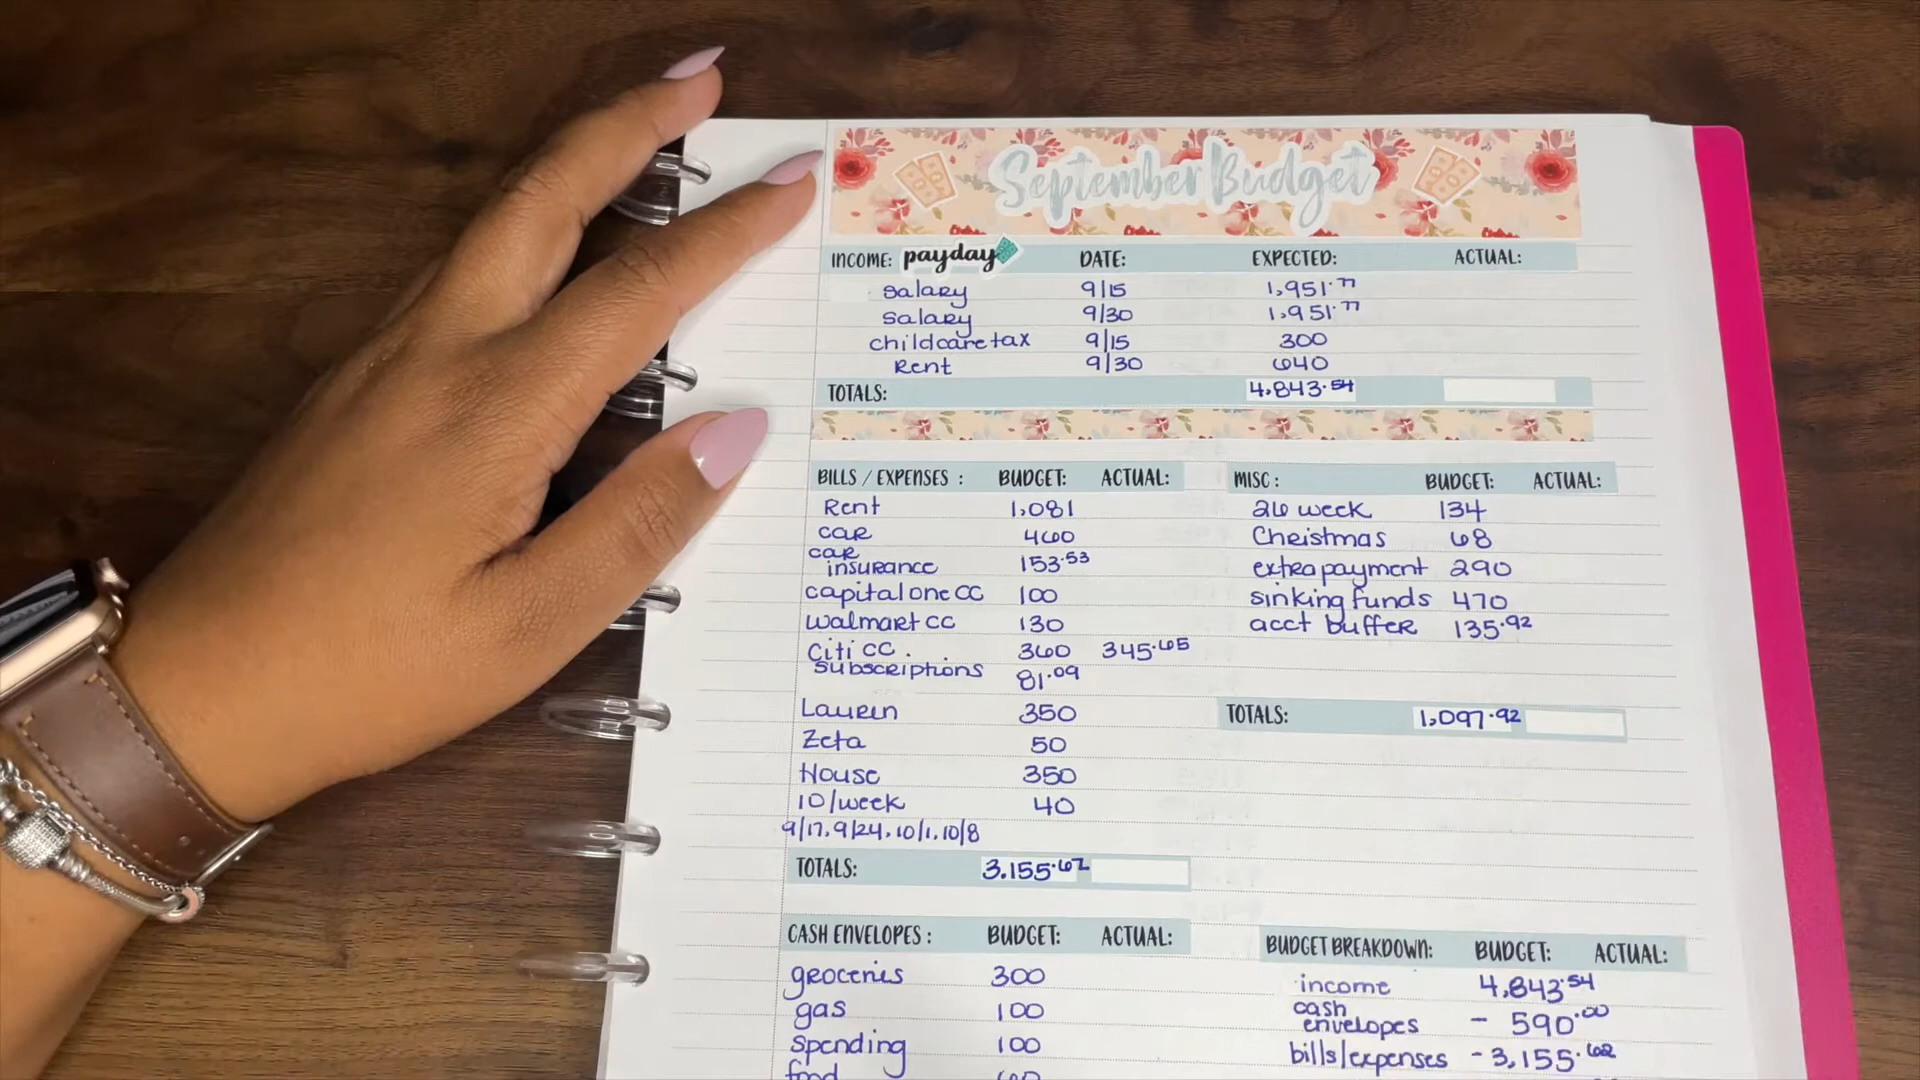 September Budget
INCOME: payday DATE: EXPECTED: ACTUAL:
salary 9/15 1,951.77
salary 9/30 1,951.77
childcare tax 9/15 300
Rent 9/30 640
TOTALS: 4,843.54
BILLS / EXPENSES : BUDGET: ACTUAL:
Rent 1,081
car 460
car
insurance 153.53
capital one CC 100
walmart CC 130
Citi CC. 360 345.65
subscriptions 81.09
Lauren 350
Zeta 50
House 350
10/week 40
9/17, 9/24, 10/1, 10/8
TOTALS: 3,155.62
MISC : BUDGET: ACTUAL:
26 week 134
Christmas 68
extra payment 290
sinking funds 470
acct buffer 135.92
TOTALS: 1,097.92
CASH ENVELOPES : BUDGET: ACTUAL:
groceries 300
gas 100
spending 100
food
BUDGET BREAKDOWN: BUDGET: ACTUAL:
income 4,843.54
cash
envelopes - 590.00
bills/expenses - 3,155.62